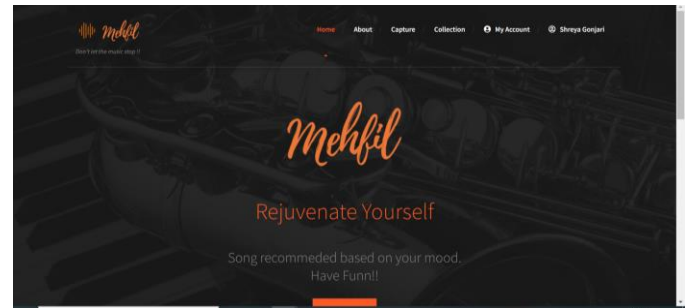 Mehfil
Don't let the music stop !!
Home About Capture Collection My Account Shreya Gonjari
Mehfil
Rejuvenate Yourself
Song recommeded based on your mood.
Have Funn!!